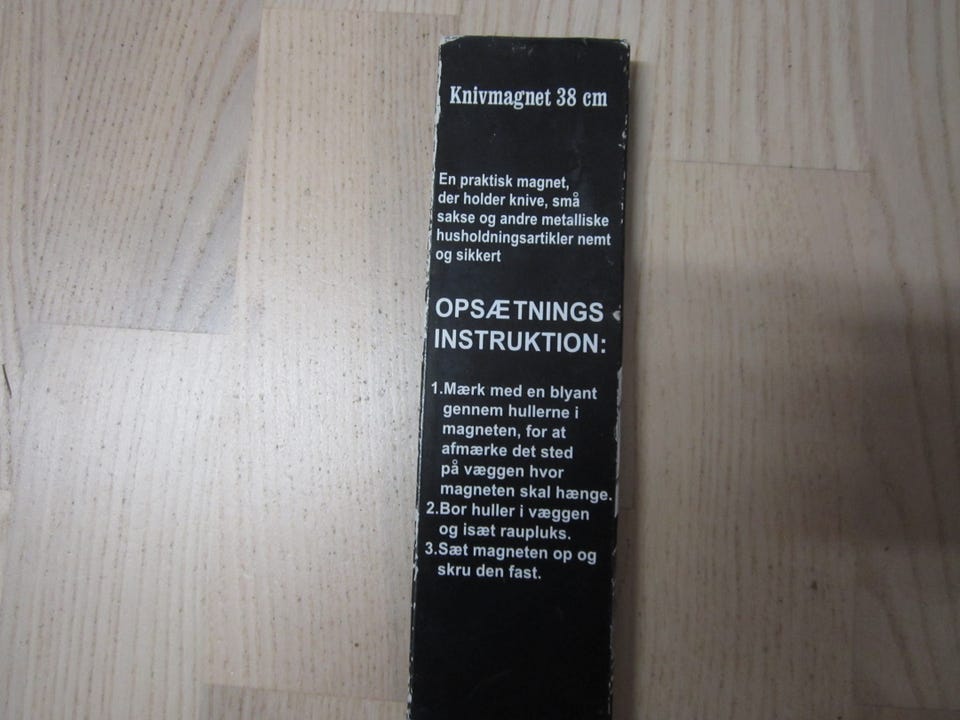 Knivmagnet 38 cm
En praktisk magnet,
der holder knive, små
sakse og andre metalliske
husholdningsartikler nemt
og sikkert
OPSÆTNINGS
INSTRUKTION:
1.Mærk med en blyant
gennem hullerne i
magneten, for at
afmærke det sted
på væggen hvor
magneten skal hænge.
2.Bor huller i væggen
og isæt raupluks.
3.Sæt magneten op og
skru den fast.